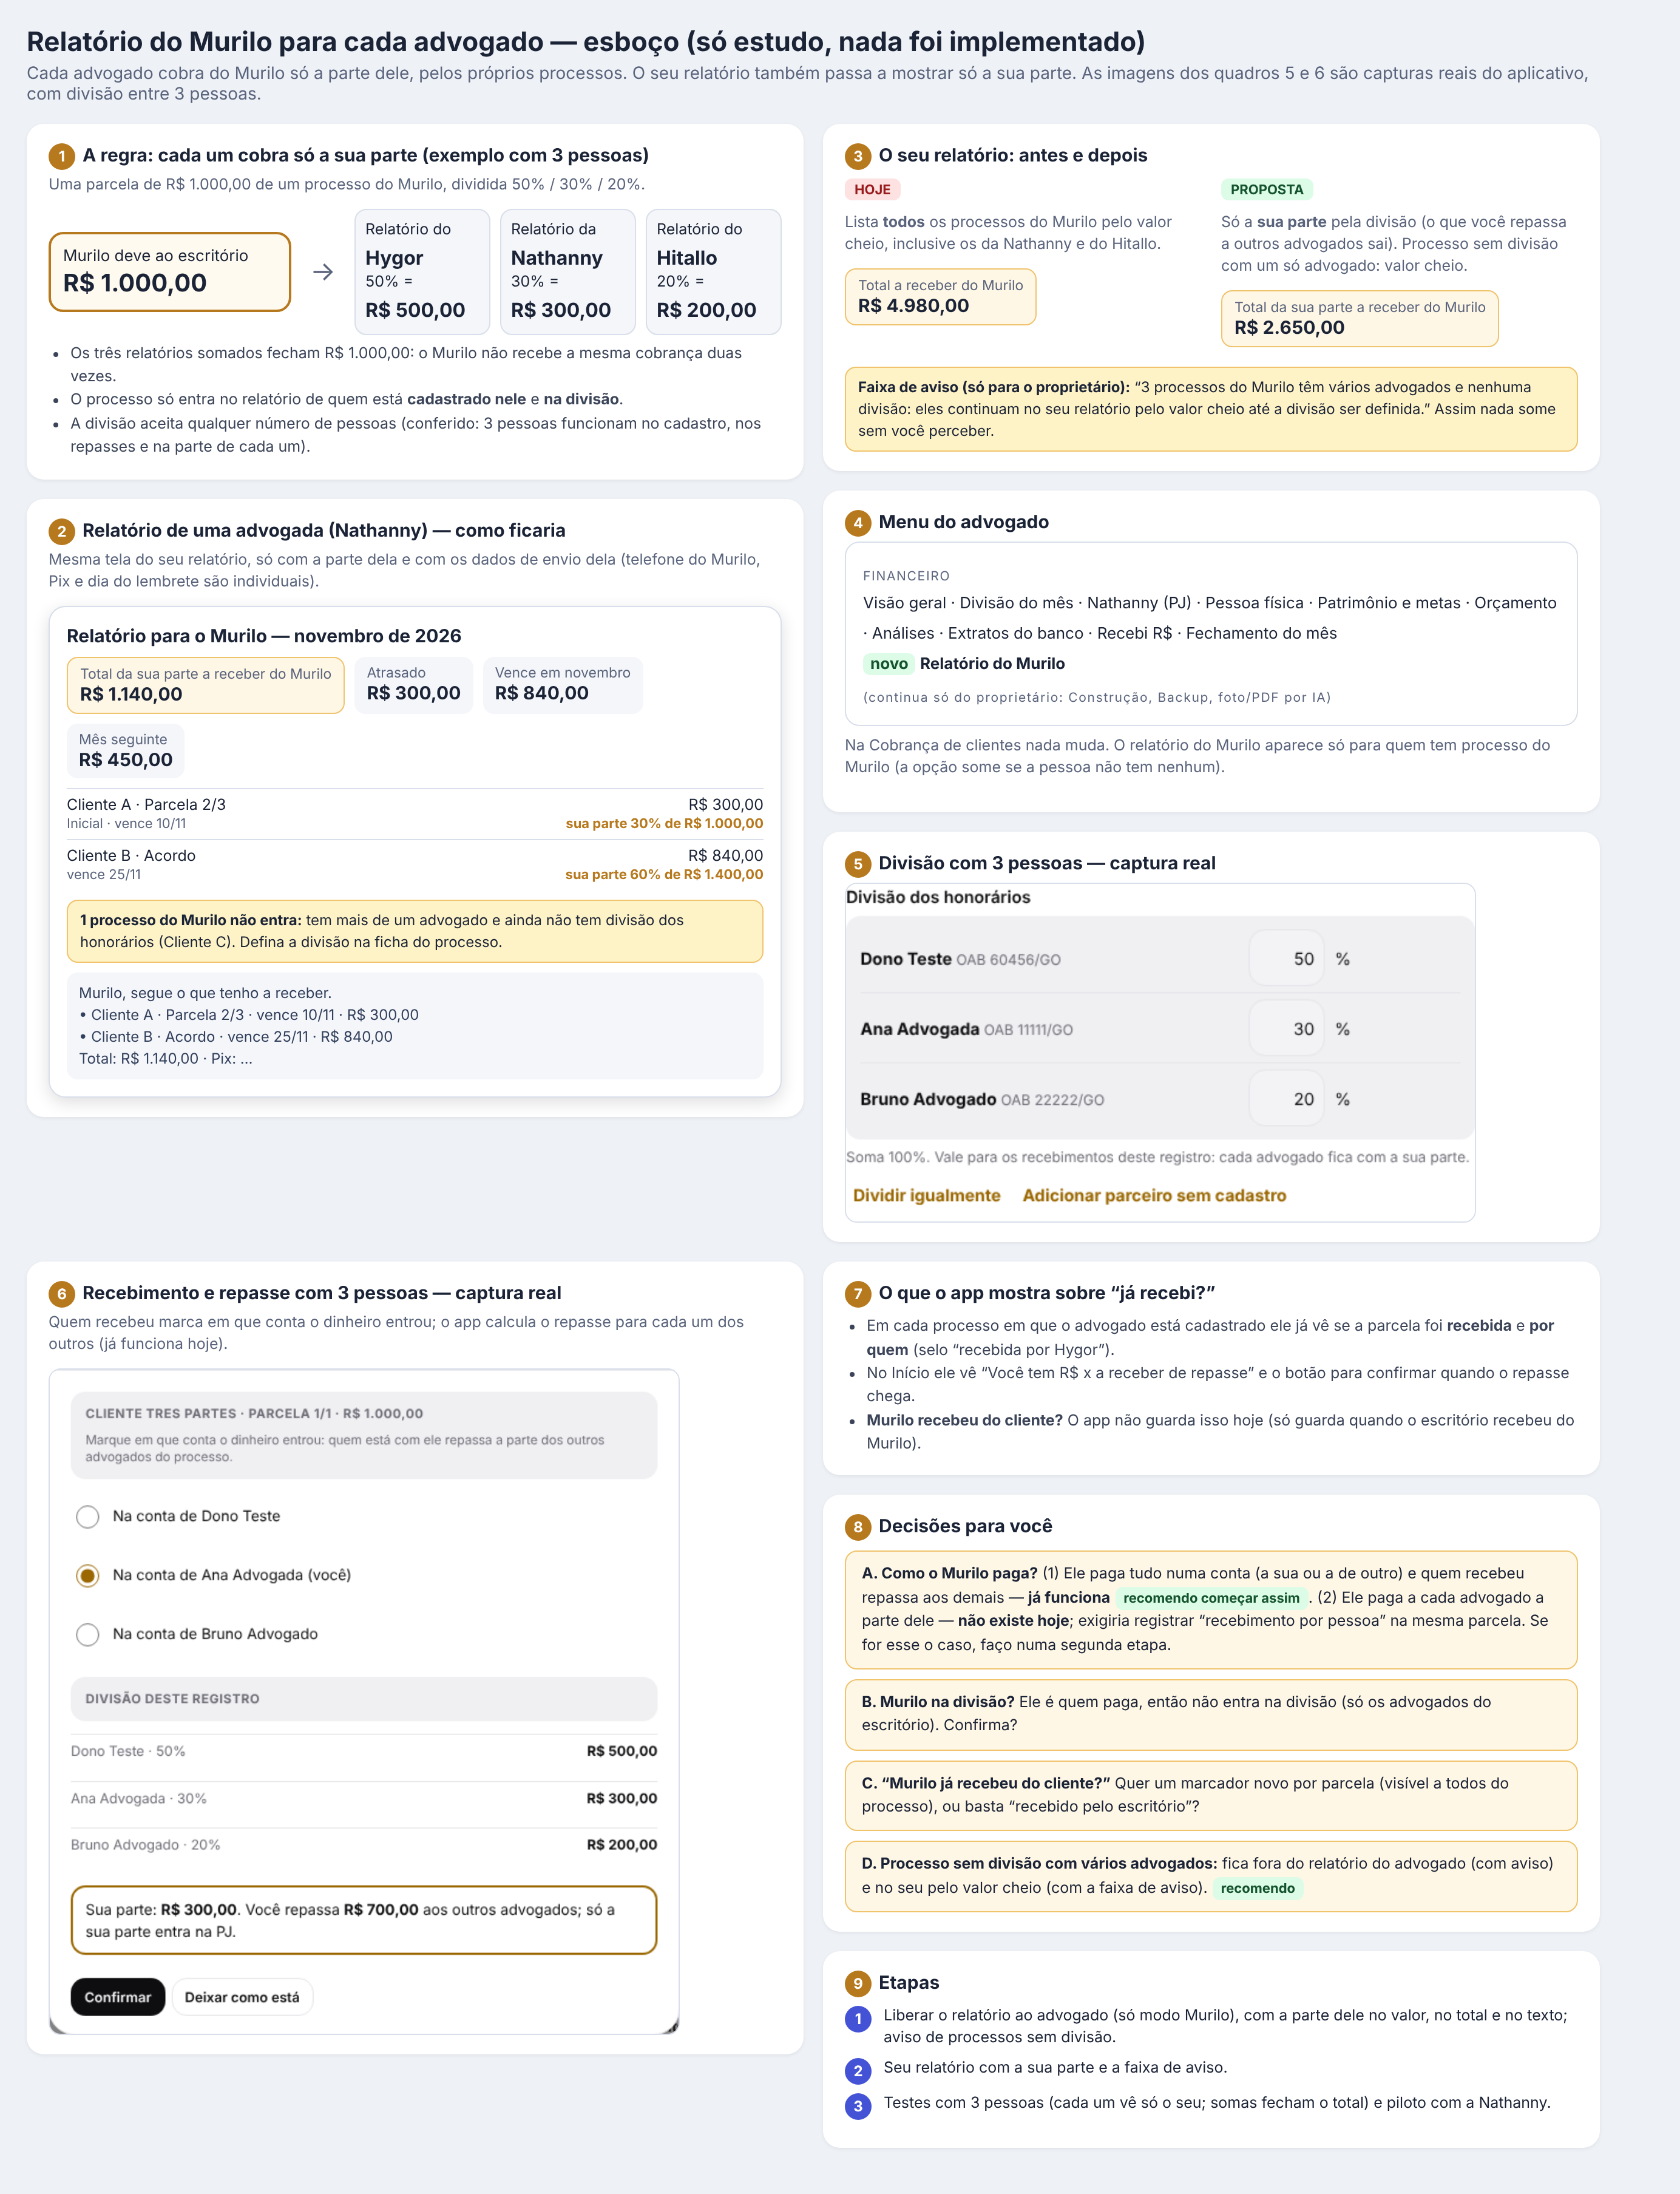 Relatório do Murilo para cada advogado — esboço (só estudo, nada foi implementado)
Cada advogado cobra do Murilo só a parte dele, pelos próprios processos. O seu relatório também passa a mostrar só a sua parte. As imagens dos quadros 5 e 6 são capturas reais do aplicativo,
com divisão entre 3 pessoas.
1 A regra: cada um cobra só a sua parte (exemplo com 3 pessoas)
Uma parcela de R$ 1.000,00 de um processo do Murilo, dividida 50% / 30% / 20%.
Murilo deve ao escritório
R$ 1.000,00
→
Relatório do
Hygor
50% =
R$ 500,00
Relatório da
Nathanny
30% =
R$ 300,00
Relatório do
Hitallo
20% =
R$ 200,00
• Os três relatórios somados fecham R$ 1.000,00: o Murilo não recebe a mesma cobrança duas
vezes.
• O processo só entra no relatório de quem está cadastrado nele e na divisão.
• A divisão aceita qualquer número de pessoas (conferido: 3 pessoas funcionam no cadastro, nos
repasses e na parte de cada um).
2 Relatório de uma advogada (Nathanny) — como ficaria
Mesma tela do seu relatório, só com a parte dela e com os dados de envio dela (telefone do Murilo,
Pix e dia do lembrete são individuais).
Relatório para o Murilo — novembro de 2026
Total da sua parte a receber do Murilo
R$ 1.140,00
Atrasado
R$ 300,00
Vence em novembro
R$ 840,00
Mês seguinte
R$ 450,00
Cliente A · Parcela 2/3 R$ 300,00
Inicial · vence 10/11 sua parte 30% de R$ 1.000,00
Cliente B · Acordo R$ 840,00
vence 25/11 sua parte 60% de R$ 1.400,00
1 processo do Murilo não entra: tem mais de um advogado e ainda não tem divisão dos
honorários (Cliente C). Defina a divisão na ficha do processo.
Murilo, segue o que tenho a receber.
• Cliente A · Parcela 2/3 · vence 10/11 · R$ 300,00
• Cliente B · Acordo · vence 25/11 · R$ 840,00
Total: R$ 1.140,00 · Pix: ...
3 O seu relatório: antes e depois
HOJE
Lista todos os processos do Murilo pelo valor
cheio, inclusive os da Nathanny e do Hitallo.
Total a receber do Murilo
R$ 4.980,00
PROPOSTA
Só a sua parte pela divisão (o que você repassa
a outros advogados sai). Processo sem divisão
com um só advogado: valor cheio.
Total da sua parte a receber do Murilo
R$ 2.650,00
Faixa de aviso (só para o proprietário): “3 processos do Murilo têm vários advogados e nenhuma
divisão: eles continuam no seu relatório pelo valor cheio até a divisão ser definida.” Assim nada some
sem você perceber.
4 Menu do advogado
FINANCEIRO
Visão geral · Divisão do mês · Nathanny (PJ) · Pessoa física · Patrimônio e metas · Orçamento
· Análises · Extratos do banco · Recebi R$ · Fechamento do mês
novo Relatório do Murilo
(continua só do proprietário: Construção, Backup, foto/PDF por IA)
Na Cobrança de clientes nada muda. O relatório do Murilo aparece só para quem tem processo do
Murilo (a opção some se a pessoa não tem nenhum).
5 Divisão com 3 pessoas — captura real
Divisão dos honorários
Dono Teste OAB 60456/GO 50 %
Ana Advogada OAB 11111/GO 30 %
Bruno Advogado OAB 22222/GO 20 %
Soma 100%. Vale para os recebimentos deste registro: cada advogado fica com a sua parte.
Dividir igualmente Adicionar parceiro sem cadastro
6 Recebimento e repasse com 3 pessoas — captura real
Quem recebeu marca em que conta o dinheiro entrou; o app calcula o repasse para cada um dos
outros (já funciona hoje).
CLIENTE TRES PARTES · PARCELA 1/1 · R$ 1.000,00
Marque em que conta o dinheiro entrou: quem está com ele repassa a parte dos outros
advogados do processo.
Na conta de Dono Teste
Na conta de Ana Advogada (você)
Na conta de Bruno Advogado
DIVISÃO DESTE REGISTRO
Dono Teste · 50% R$ 500,00
Ana Advogada · 30% R$ 300,00
Bruno Advogado · 20% R$ 200,00
Sua parte: R$ 300,00. Você repassa R$ 700,00 aos outros advogados; só a
sua parte entra na PJ.
Confirmar Deixar como está
7 O que o app mostra sobre “já recebi?”
• Em cada processo em que o advogado está cadastrado ele já vê se a parcela foi recebida e por
quem (selo “recebida por Hygor”).
• No Início ele vê “Você tem R$ x a receber de repasse” e o botão para confirmar quando o repasse
chega.
• Murilo recebeu do cliente? O app não guarda isso hoje (só guarda quando o escritório recebeu do
Murilo).
8 Decisões para você
A. Como o Murilo paga? (1) Ele paga tudo numa conta (a sua ou a de outro) e quem recebeu
repassa aos demais — já funciona recomendo começar assim . (2) Ele paga a cada advogado a
parte dele — não existe hoje; exigiria registrar “recebimento por pessoa” na mesma parcela. Se
for esse o caso, faço numa segunda etapa.
B. Murilo na divisão? Ele é quem paga, então não entra na divisão (só os advogados do
escritório). Confirma?
C. “Murilo já recebeu do cliente?” Quer um marcador novo por parcela (visível a todos do
processo), ou basta “recebido pelo escritório”?
D. Processo sem divisão com vários advogados: fica fora do relatório do advogado (com aviso)
e no seu pelo valor cheio (com a faixa de aviso). recomendo
9 Etapas
1 Liberar o relatório ao advogado (só modo Murilo), com a parte dele no valor, no total e no texto;
aviso de processos sem divisão.
2 Seu relatório com a sua parte e a faixa de aviso.
3 Testes com 3 pessoas (cada um vê só o seu; somas fecham o total) e piloto com a Nathanny.